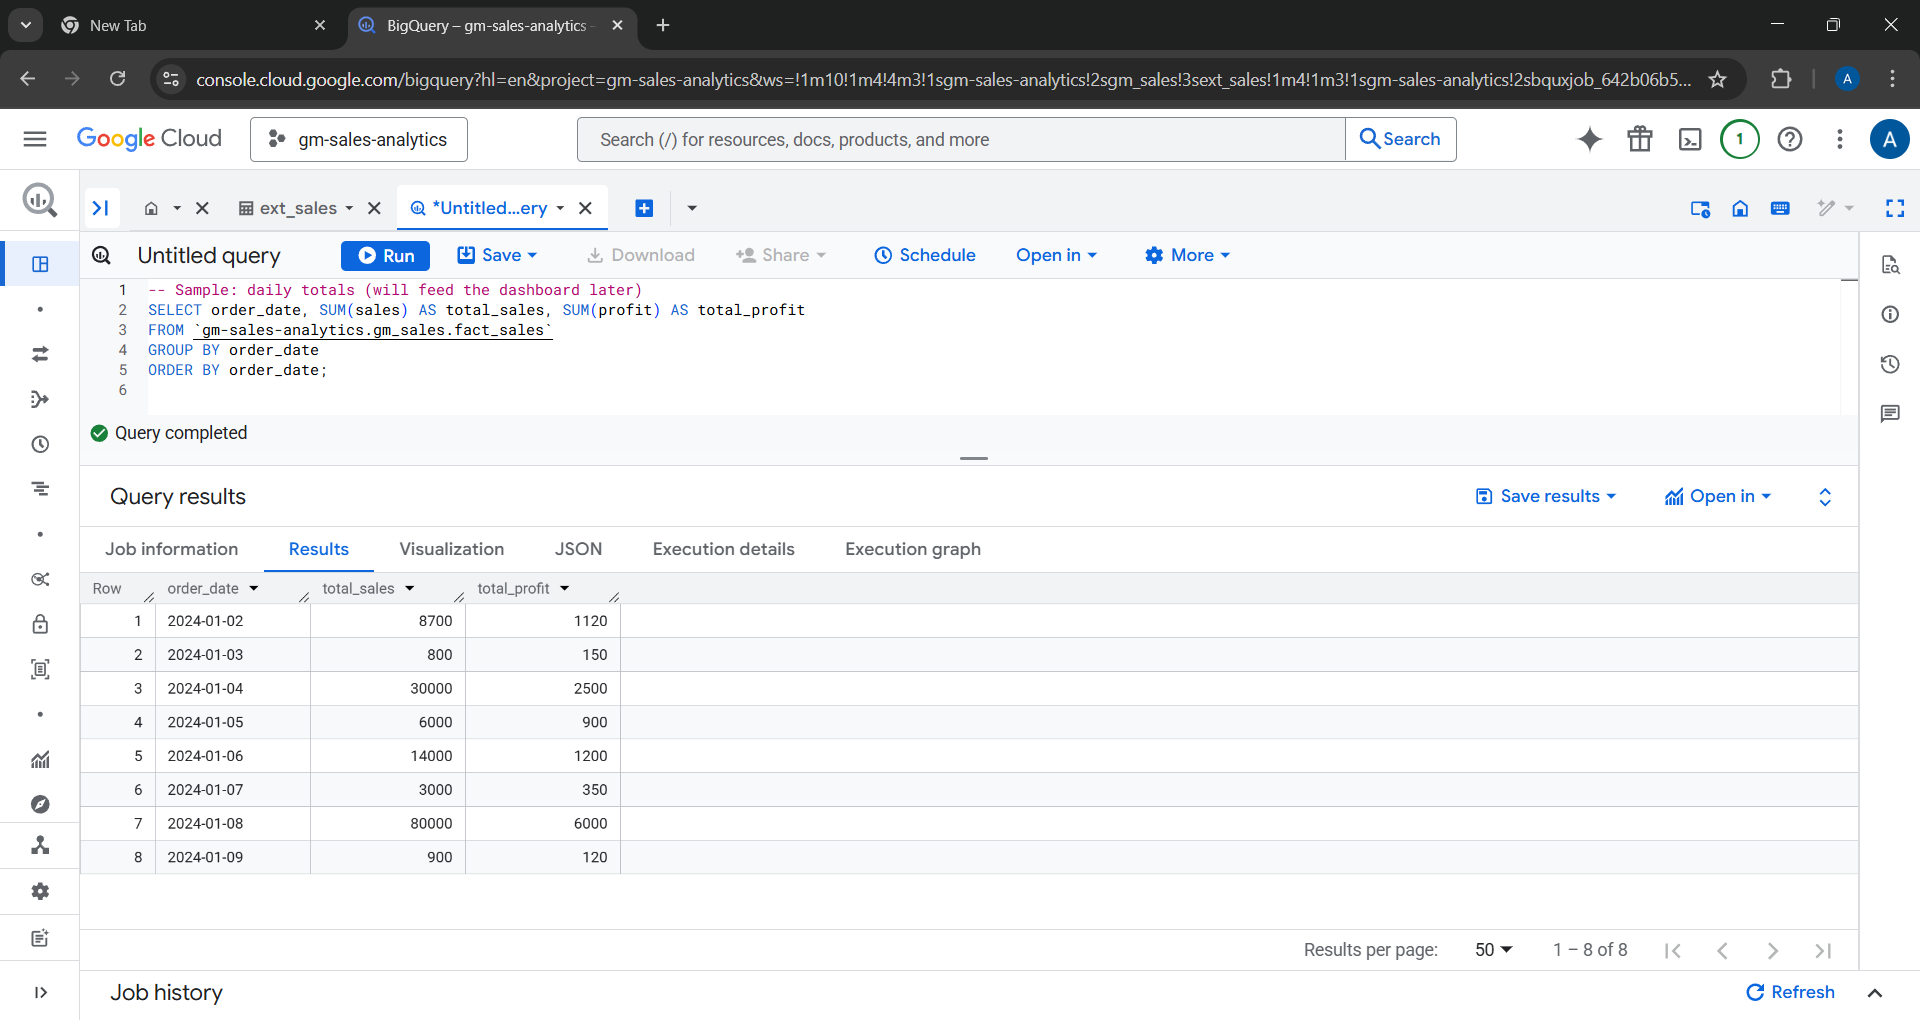 New Tab
BigQuery – gm-sales-analytics
console.cloud.google.com/bigquery?hl=en&project=gm-sales-analytics&ws=!1m10!1m4!4m3!1sgm-sales-analytics!2sgm_sales!3sext_sales!1m4!1m3!1sgm-sales-analytics!2sbquxjob_642b06b5...
A
Google Cloud
gm-sales-analytics
Search (/) for resources, docs, products, and more
Search
1
A
ext_sales
*Untitled...ery
Untitled query
Run
Save
Download
Share
Schedule
Open in
More
1 -- Sample: daily totals (will feed the dashboard later)
2 SELECT order_date, SUM(sales) AS total_sales, SUM(profit) AS total_profit
3 FROM `gm-sales-analytics.gm_sales.fact_sales`
4 GROUP BY order_date
5 ORDER BY order_date;
6
Query completed
Query results
Save results
Open in
Job information Results Visualization JSON Execution details Execution graph
Row order_date total_sales total_profit
1 2024-01-02 8700 1120
2 2024-01-03 800 150
3 2024-01-04 30000 2500
4 2024-01-05 6000 900
5 2024-01-06 14000 1200
6 2024-01-07 3000 350
7 2024-01-08 80000 6000
8 2024-01-09 900 120
Results per page: 50 1 – 8 of 8
Job history
Refresh